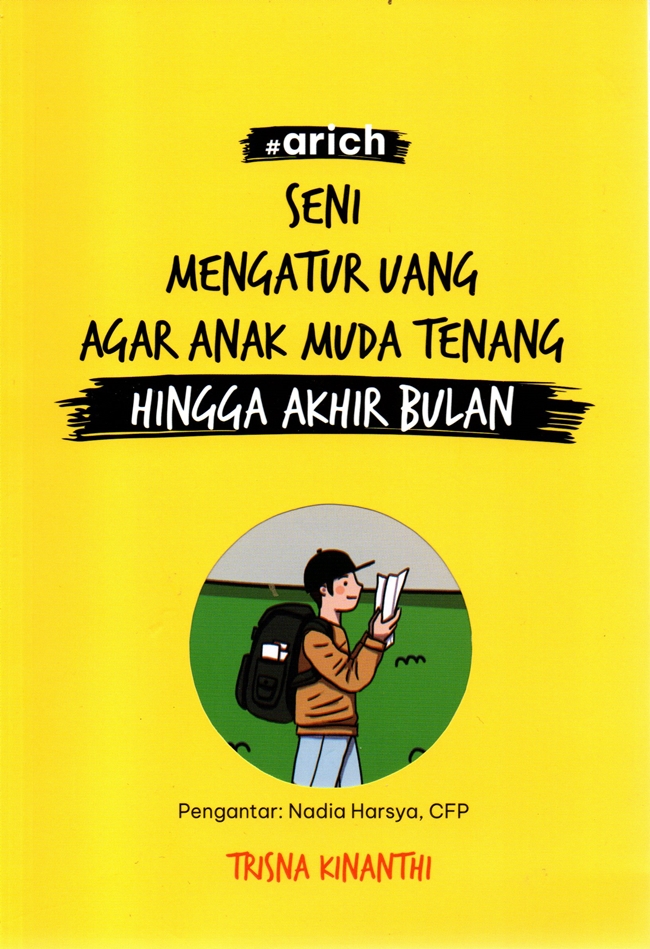 #arich
SENI
MENGATUR UANG
AGAR ANAK MUDA TENANG
HINGGA AKHIR BULAN
Pengantar: Nadia Harsya, CFP
TRISNA KINANTHI